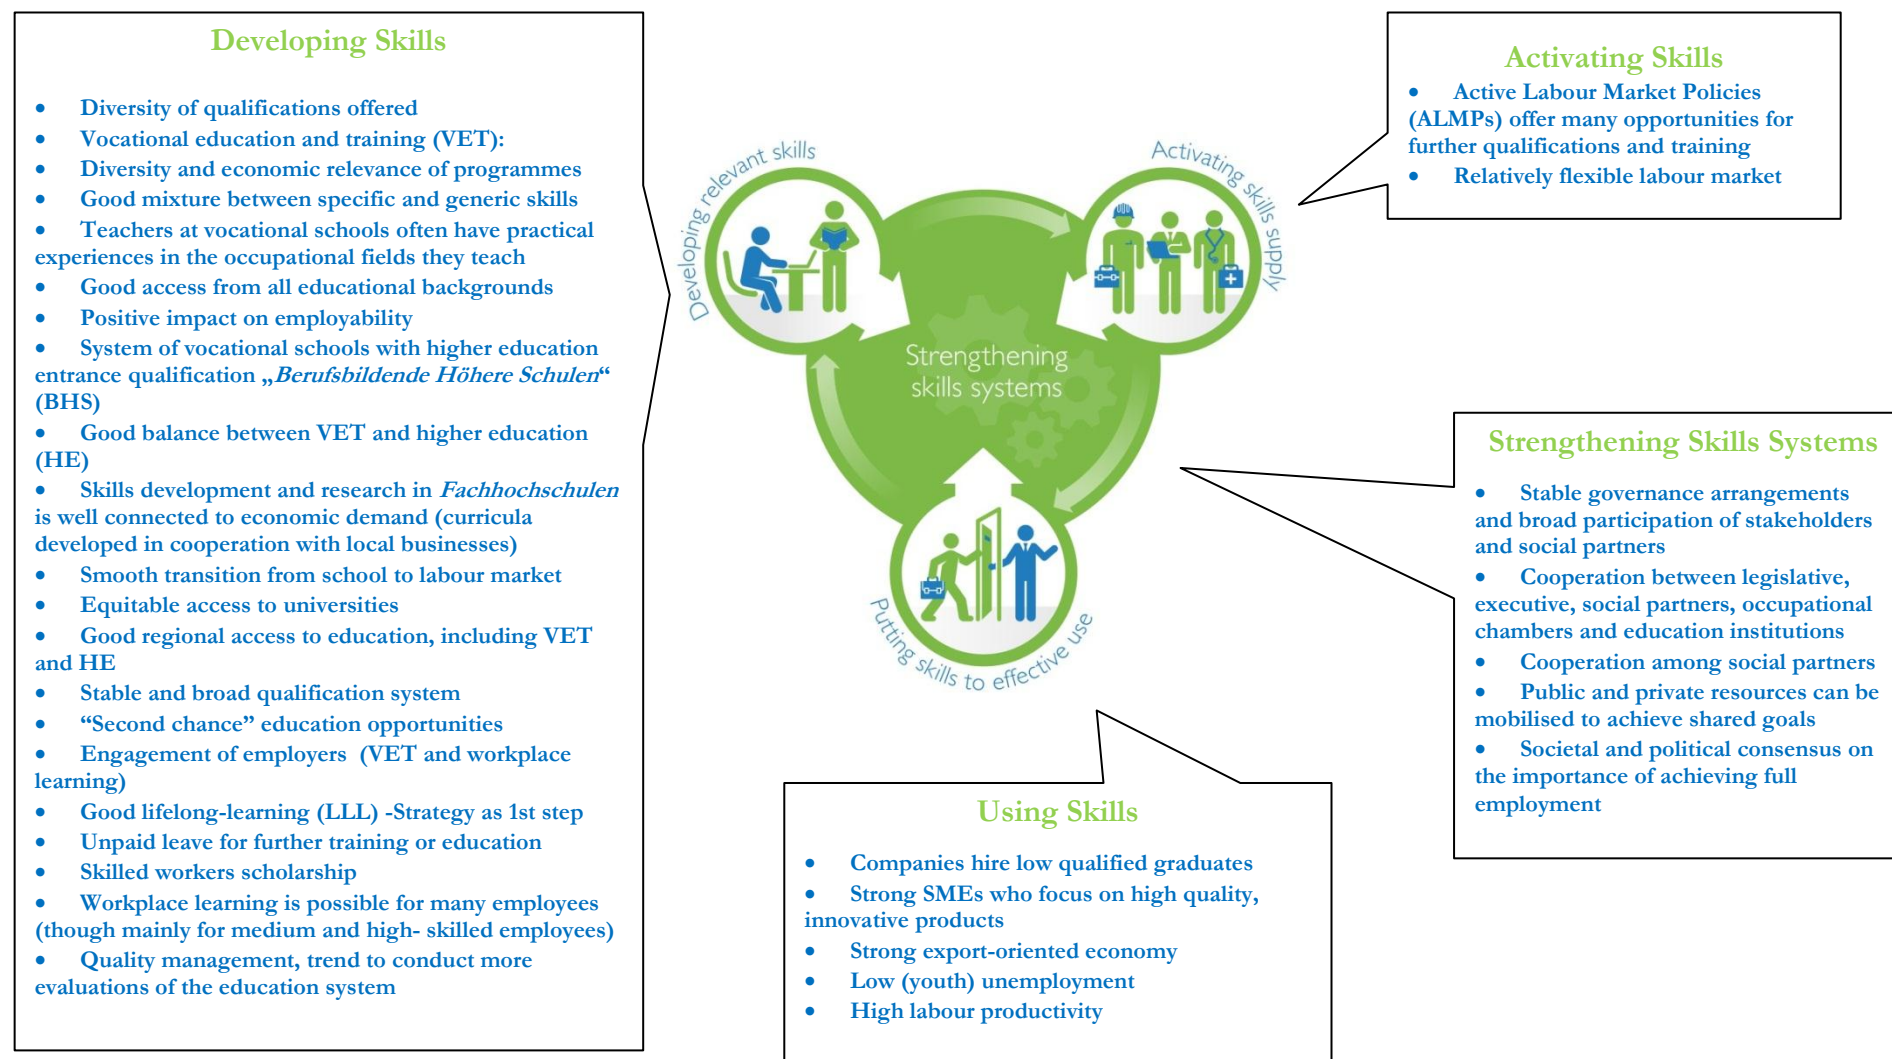 Developing Skills
• Diversity of qualifications offered
• Vocational education and training (VET):
• Diversity and economic relevance of programmes
• Good mixture between specific and generic skills
• Teachers at vocational schools often have practical
experiences in the occupational fields they teach
• Good access from all educational backgrounds
• Positive impact on employability
• System of vocational schools with higher education
entrance qualification „Berufsbildende Höhere Schulen“
(BHS)
• Good balance between VET and higher education
(HE)
• Skills development and research in Fachhochschulen
is well connected to economic demand (curricula
developed in cooperation with local businesses)
• Smooth transition from school to labour market
• Equitable access to universities
• Good regional access to education, including VET
and HE
• Stable and broad qualification system
• “Second chance” education opportunities
• Engagement of employers (VET and workplace
learning)
• Good lifelong-learning (LLL) -Strategy as 1st step
• Unpaid leave for further training or education
• Skilled workers scholarship
• Workplace learning is possible for many employees
(though mainly for medium and high- skilled employees)
• Quality management, trend to conduct more
evaluations of the education system
Developing relevant skills
Activating skills supply
Strengthening
skills systems
Putting skills to effective use
Activating Skills
• Active Labour Market Policies
(ALMPs) offer many opportunities for
further qualifications and training
• Relatively flexible labour market
Strengthening Skills Systems
• Stable governance arrangements
and broad participation of stakeholders
and social partners
• Cooperation between legislative,
executive, social partners, occupational
chambers and education institutions
• Cooperation among social partners
• Public and private resources can be
mobilised to achieve shared goals
• Societal and political consensus on
the importance of achieving full
employment
Using Skills
• Companies hire low qualified graduates
• Strong SMEs who focus on high quality,
innovative products
• Strong export-oriented economy
• Low (youth) unemployment
• High labour productivity